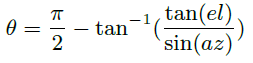 θ = π/2 − tan⁻¹(tan(el)/sin(az))